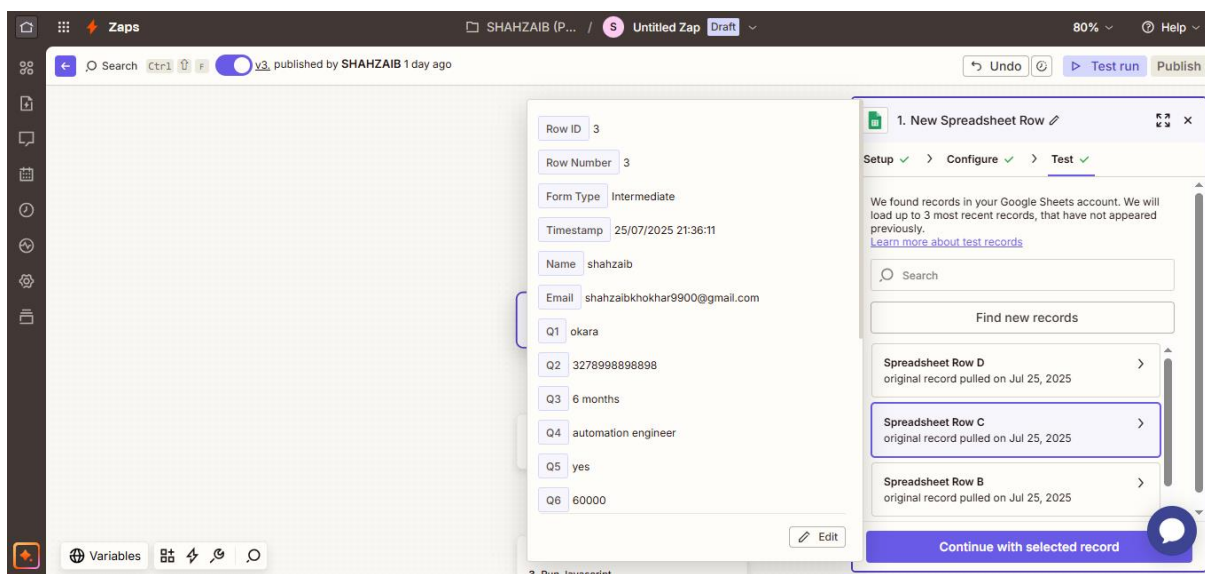 Zaps
SHAHZAIB (P... / S Untitled Zap Draft
80% Help
Search Ctrl F v3. published by SHAHZAIB 1 day ago
Undo Test run Publish
Row ID 3
Row Number 3
Form Type Intermediate
Timestamp 25/07/2025 21:36:11
Name shahzaib
Email shahzaibkhokhar9900@gmail.com
Q1 okara
Q2 3278998898898
Q3 6 months
Q4 automation engineer
Q5 yes
Q6 60000
Edit
1. New Spreadsheet Row
Setup Configure Test
We found records in your Google Sheets account. We will
load up to 3 most recent records, that have not appeared
previously.
Learn more about test records
Search
Find new records
Spreadsheet Row D
original record pulled on Jul 25, 2025
Spreadsheet Row C
original record pulled on Jul 25, 2025
Spreadsheet Row B
original record pulled on Jul 25, 2025
Continue with selected record
Variables
3. Run Javascript